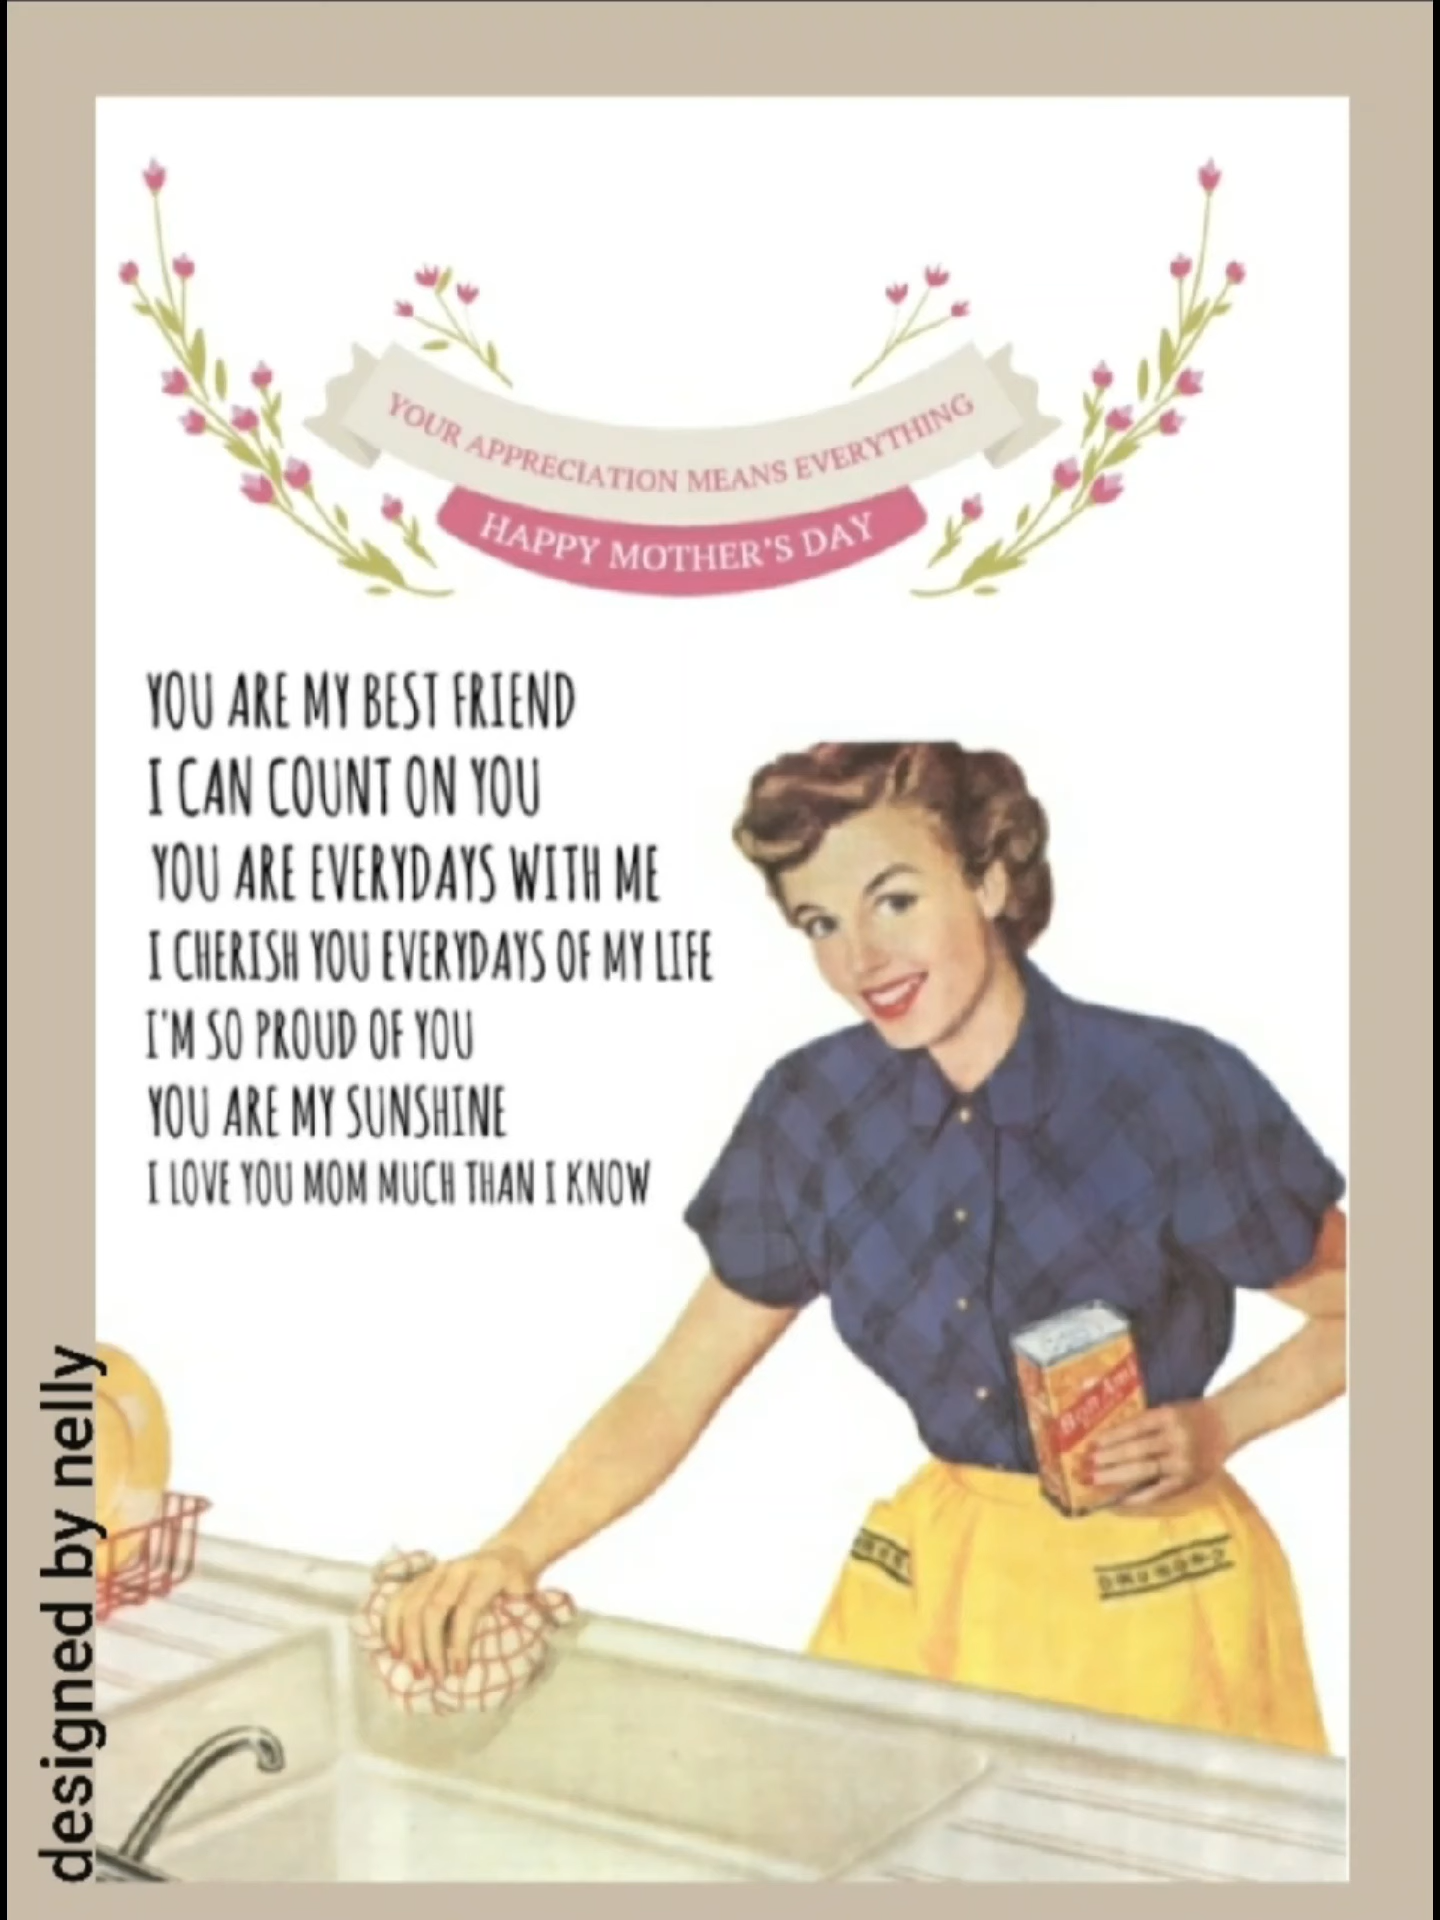 YOUR APPRECIATION MEANS EVERYTHING
HAPPY MOTHER'S DAY
YOU ARE MY BEST FRIEND
I CAN COUNT ON YOU
YOU ARE EVERYDAYS WITH ME
I CHERISH YOU EVERYDAYS OF MY LIFE
I'M SO PROUD OF YOU
YOU ARE MY SUNSHINE
I LOVE YOU MOM MUCH THAN I KNOW
Bon Ami
designed by nelly